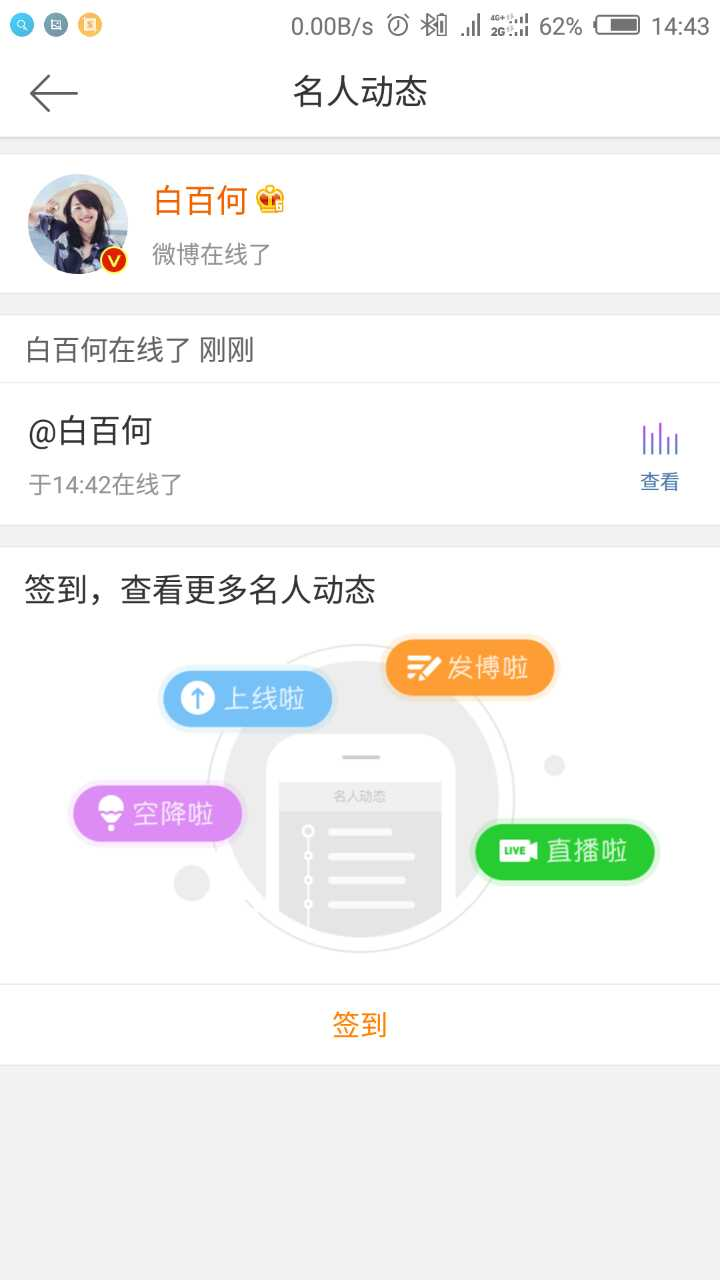 0.00B/s 4G+ 2G 62% 14:43
名人动态
白百何
微博在线了
白百何在线了 刚刚
@白百何
于14:42在线了
查看
签到，查看更多名人动态
发博啦
上线啦
名人动态
空降啦
LIVE 直播啦
签到